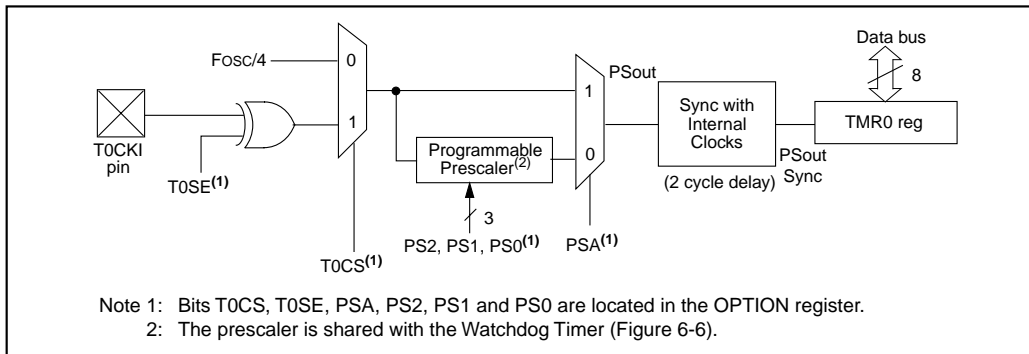 Data bus
FOSC/4
0
PSout
8
1
Sync with
Internal
Clocks
TMR0 reg
1
T0CKI
pin
Programmable
Prescaler(2)
0
PSout
Sync
T0SE(1)
(2 cycle delay)
3
PS2, PS1, PS0(1)
PSA(1)
T0CS(1)
Note 1: Bits T0CS, T0SE, PSA, PS2, PS1 and PS0 are located in the OPTION register.
2: The prescaler is shared with the Watchdog Timer (Figure 6-6).